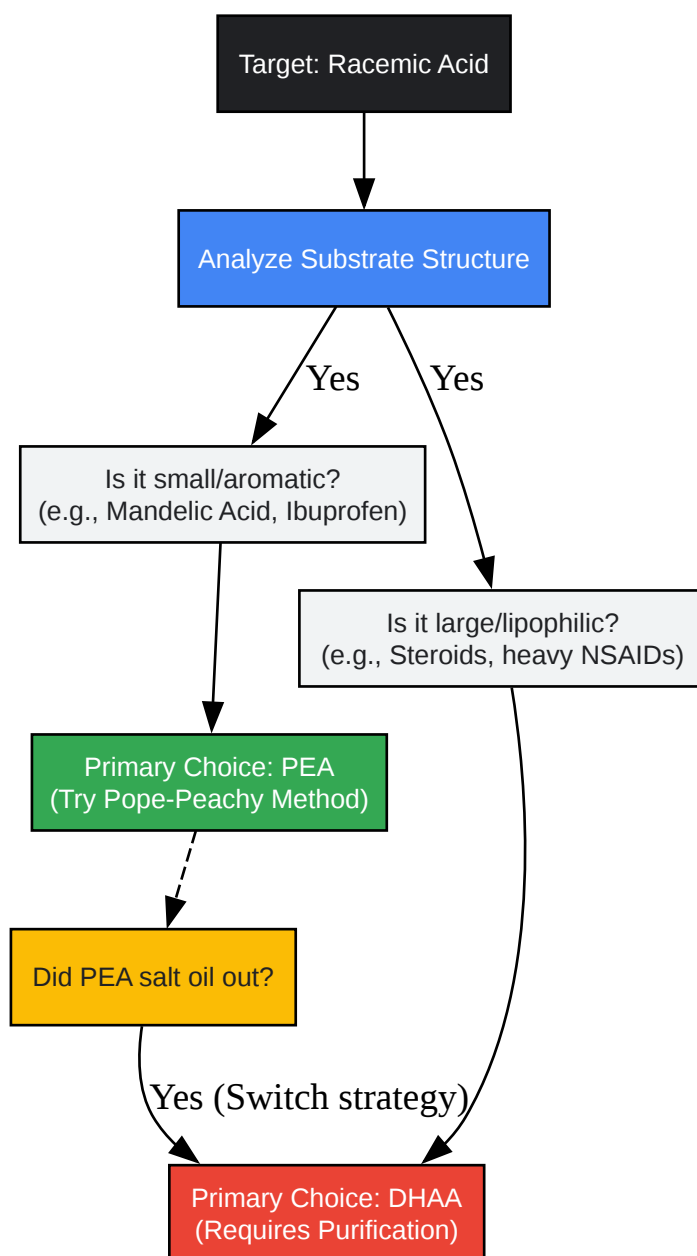 Target: Racemic Acid
Analyze Substrate Structure
Yes
Yes
Is it small/aromatic?
(e.g., Mandelic Acid, Ibuprofen)
Is it large/lipophilic?
(e.g., Steroids, heavy NSAIDs)
Primary Choice: PEA
(Try Pope-Peachy Method)
Did PEA salt oil out?
Yes (Switch strategy)
Primary Choice: DHAA
(Requires Purification)